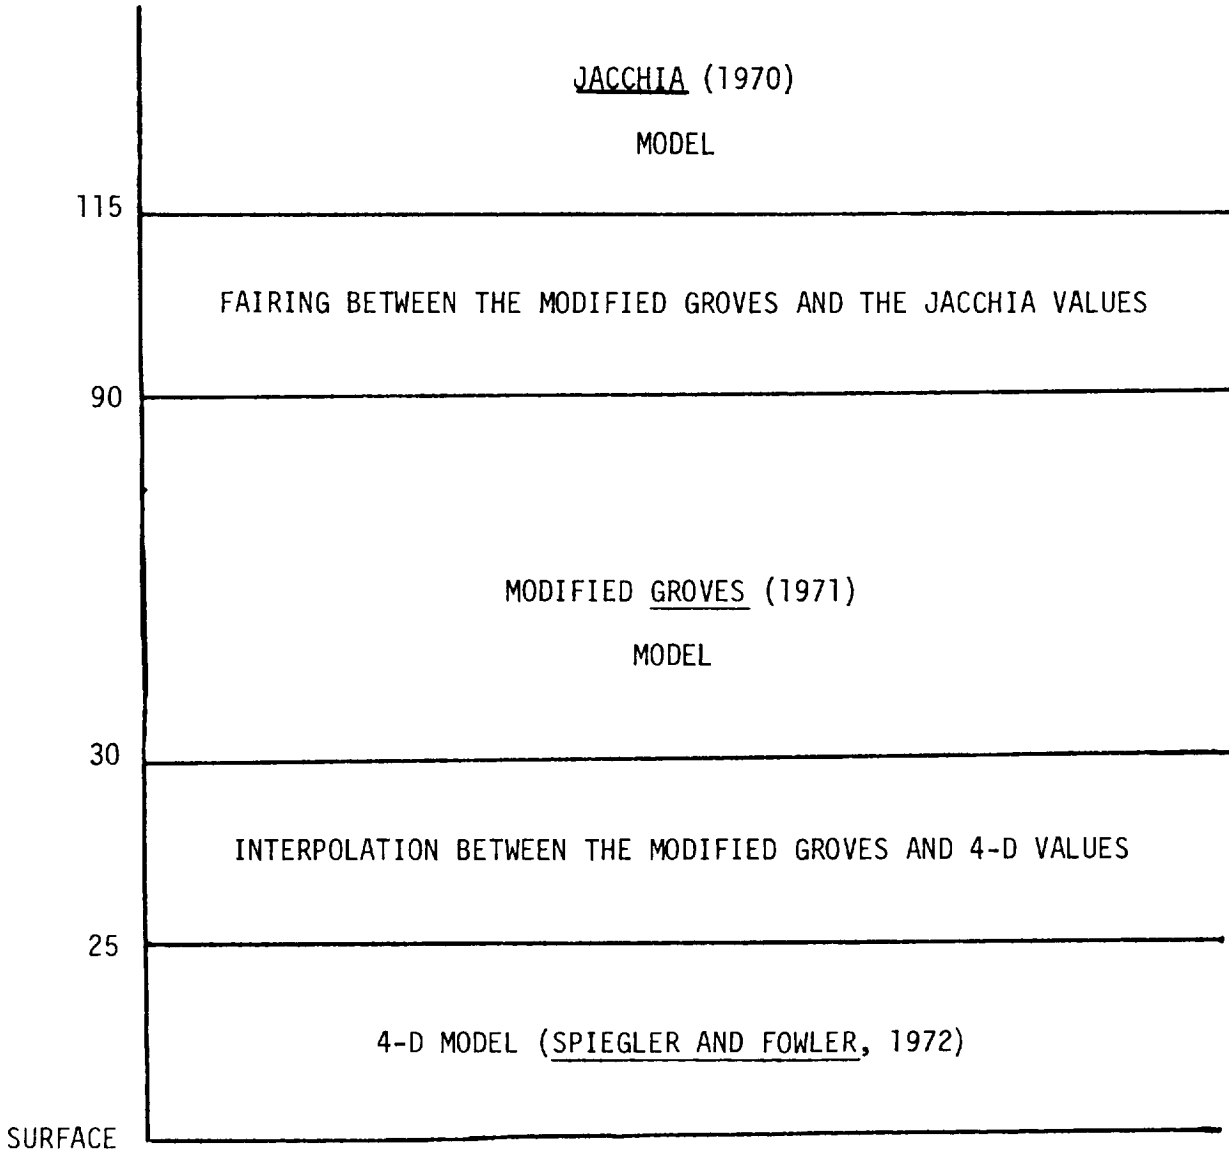 JACCHIA (1970)
MODEL
115
FAIRING BETWEEN THE MODIFIED GROVES AND THE JACCHIA VALUES
90
MODIFIED GROVES (1971)
MODEL
30
INTERPOLATION BETWEEN THE MODIFIED GROVES AND 4-D VALUES
25
4-D MODEL (SPIEGLER AND FOWLER, 1972)
SURFACE